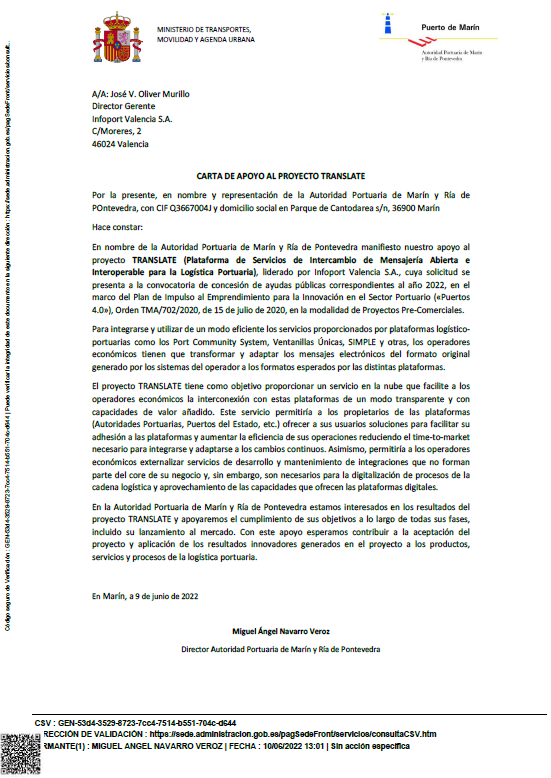 MINISTERIO DE TRANSPORTES,
MOVILIDAD Y AGENDA URBANA
Puerto de Marín
Autoridad Portuaria de Marín
y Ría de Pontevedra
A/A: José V. Oliver Murillo
Director Gerente
Infoport Valencia S.A.
C/Moreres, 2
46024 Valencia
CARTA DE APOYO AL PROYECTO TRANSLATE
Por la presente, en nombre y representación de la Autoridad Portuaria de Marín y Ría de
POntevedra, con CIF Q3667004J y domicilio social en Parque de Cantodarea s/n, 36900 Marín
Hace constar:
En nombre de la Autoridad Portuaria de Marín y Ría de Pontevedra manifiesto nuestro apoyo al
proyecto TRANSLATE (Plataforma de Servicios de Intercambio de Mensajería Abierta e
Interoperable para la Logística Portuaria), liderado por Infoport Valencia S.A., cuya solicitud se
presenta a la convocatoria de concesión de ayudas públicas correspondientes al año 2022, en
el marco del Plan de Impulso al Emprendimiento para la Innovación en el Sector Portuario («Puertos
4.0»), Orden TMA/702/2020, de 15 de julio de 2020, en la modalidad de Proyectos Pre-Comerciales.
Para integrarse y utilizar de un modo eficiente los servicios proporcionados por plataformas logístico-
portuarias como los Port Community System, Ventanillas Únicas, SIMPLE y otras, los operadores
económicos tienen que transformar y adaptar los mensajes electrónicos del formato original
generado por los sistemas del operador a los formatos esperados por las distintas plataformas.
El proyecto TRANSLATE tiene como objetivo proporcionar un servicio en la nube que facilite a los
operadores económicos la interconexión con estas plataformas de un modo transparente y con
capacidades de valor añadido. Este servicio permitiría a los propietarios de las plataformas
(Autoridades Portuarias, Puertos del Estado, etc.) ofrecer a sus usuarios soluciones para facilitar su
adhesión a las plataformas y aumentar la eficiencia de sus operaciones reduciendo el time-to-market
necesario para integrarse y adaptarse a los cambios continuos. Asimismo, permitiría a los operadores
económicos externalizar servicios de desarrollo y mantenimiento de integraciones que no forman
parte del core de su negocio y, sin embargo, son necesarios para la digitalización de procesos de la
cadena logística y aprovechamiento de las capacidades que ofrecen las plataformas digitales.
En la Autoridad Portuaria de Marín y Ría de Pontevedra estamos interesados en los resultados del
proyecto TRANSLATE y apoyaremos el cumplimiento de sus objetivos a lo largo de todas sus fases,
incluido su lanzamiento al mercado. Con este apoyo esperamos contribuir a la aceptación del
proyecto y aplicación de los resultados innovadores generados en el proyecto a los productos,
servicios y procesos de la logística portuaria.
En Marín, a 9 de junio de 2022
Miguel Ángel Navarro Veroz
Director Autoridad Portuaria de Marín y Ría de Pontevedra
CSV : GEN-53d4-3529-8723-7cc4-7514-b551-704c-d644
RECCIÓN DE VALIDACIÓN : https://sede.administracion.gob.es/pagSedeFront/servicios/consultaCSV.htm
RMANTE(1) : MIGUEL ANGEL NAVARRO VEROZ | FECHA : 10/06/2022 13:01 | Sin acción específica
Código seguro de Verificación : GEN-53d4-3529-8723-7cc4-7514-b551-704c-d644 | Puede verificar la integridad de este documento en la siguiente dirección : https://sede.administracion.gob.es/pagSedeFront/servicios/consult...